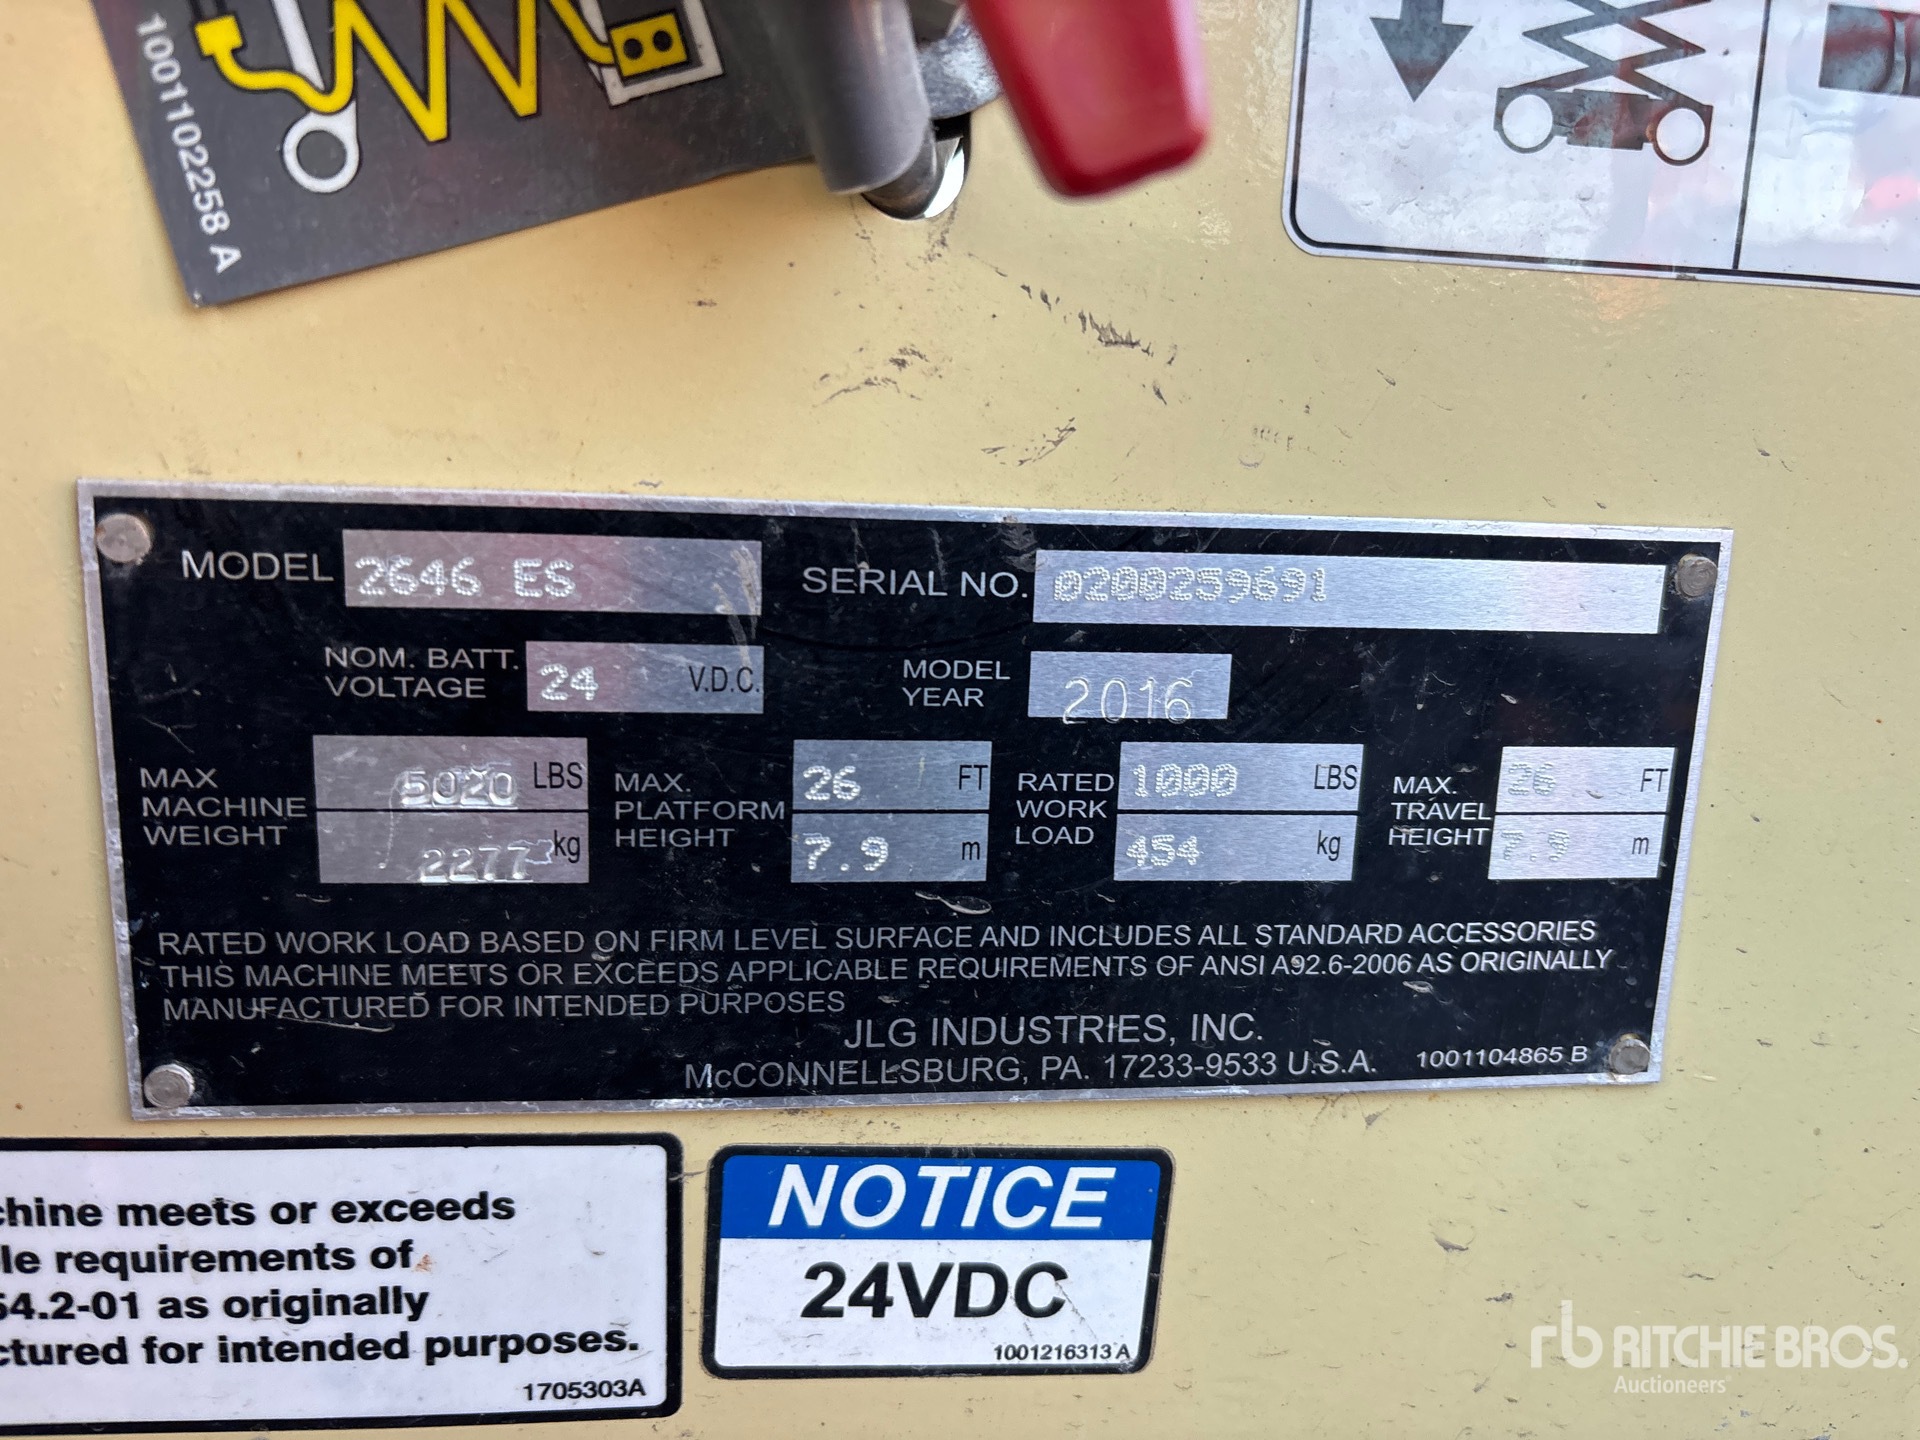 1001102258 A
MODEL 2646 ES SERIAL NO. 0200259691
NOM. BATT. VOLTAGE 24 V.D.C. MODEL YEAR 2016
MAX MACHINE WEIGHT 5020 LBS 2277 kg MAX. PLATFORM HEIGHT 26 FT 7.9 m RATED WORK LOAD 1000 LBS 454 kg MAX. TRAVEL HEIGHT 26 FT 7.9 m
RATED WORK LOAD BASED ON FIRM LEVEL SURFACE AND INCLUDES ALL STANDARD ACCESSORIES
THIS MACHINE MEETS OR EXCEEDS APPLICABLE REQUIREMENTS OF ANSI A92.6-2006 AS ORIGINALLY
MANUFACTURED FOR INTENDED PURPOSES
JLG INDUSTRIES, INC.
McCONNELLSBURG, PA. 17233-9533 U.S.A. 1001104865 B
chine meets or exceeds
le requirements of
64.2-01 as originally
ctured for intended purposes.
1705303A
NOTICE
24VDC
1001216313 A
rb RITCHIE BROS.
Auctioneers